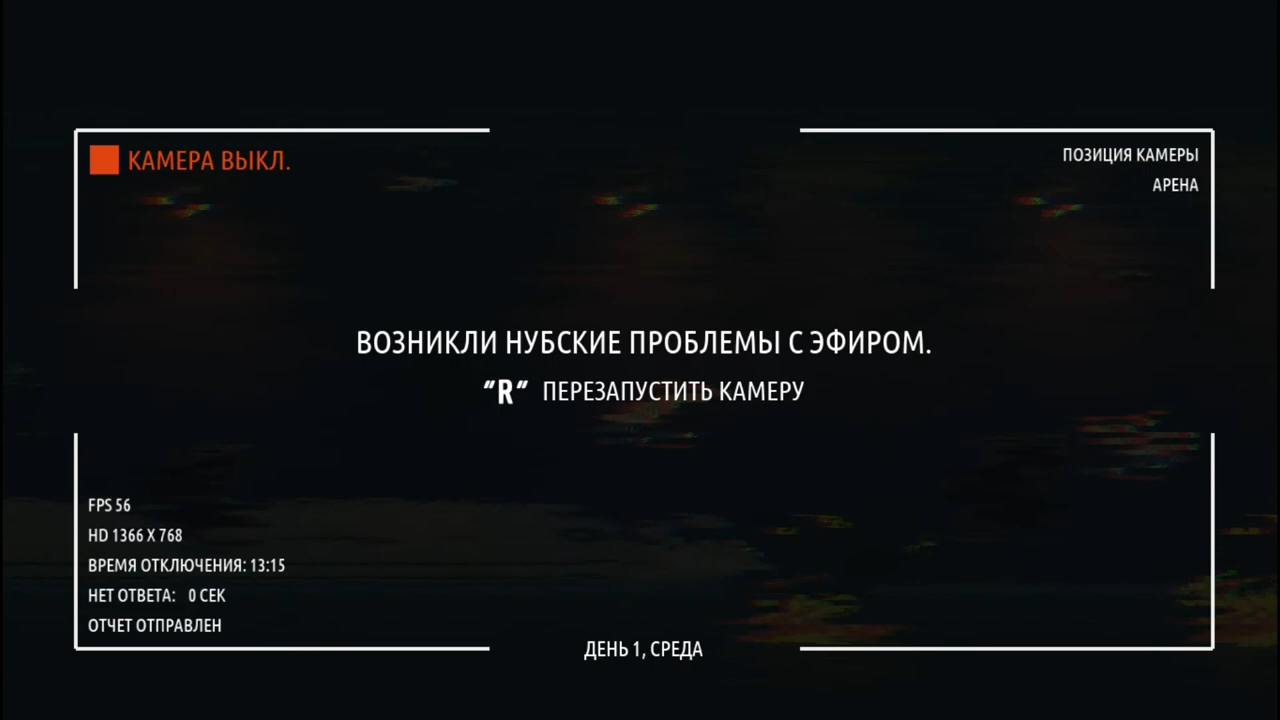 КАМЕРА ВЫКЛ.
ПОЗИЦИЯ КАМЕРЫ
АРЕНА
ВОЗНИКЛИ НУБСКИЕ ПРОБЛЕМЫ С ЭФИРОМ.
"R" ПЕРЕЗАПУСТИТЬ КАМЕРУ
FPS 56
HD 1366 X 768
ВРЕМЯ ОТКЛЮЧЕНИЯ: 13:15
НЕТ ОТВЕТА: 0 СЕК
ОТЧЕТ ОТПРАВЛЕН
ДЕНЬ 1, СРЕДА